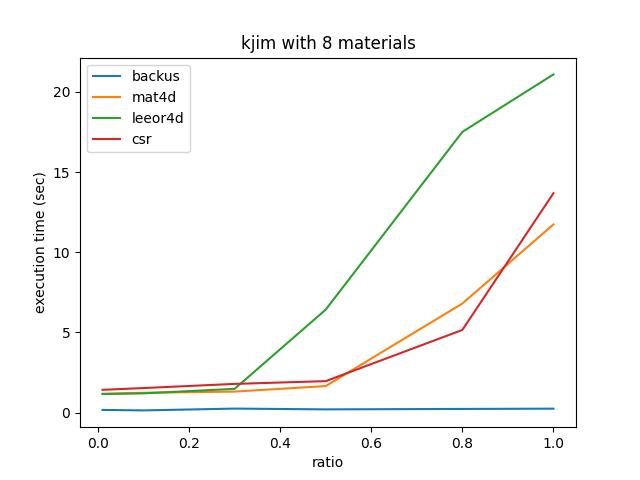 kjim with 8 materials
backus
mat4d
leeor4d
csr
execution time (sec)
20
15
10
5
0
0.0 0.2 0.4 0.6 0.8 1.0
ratio